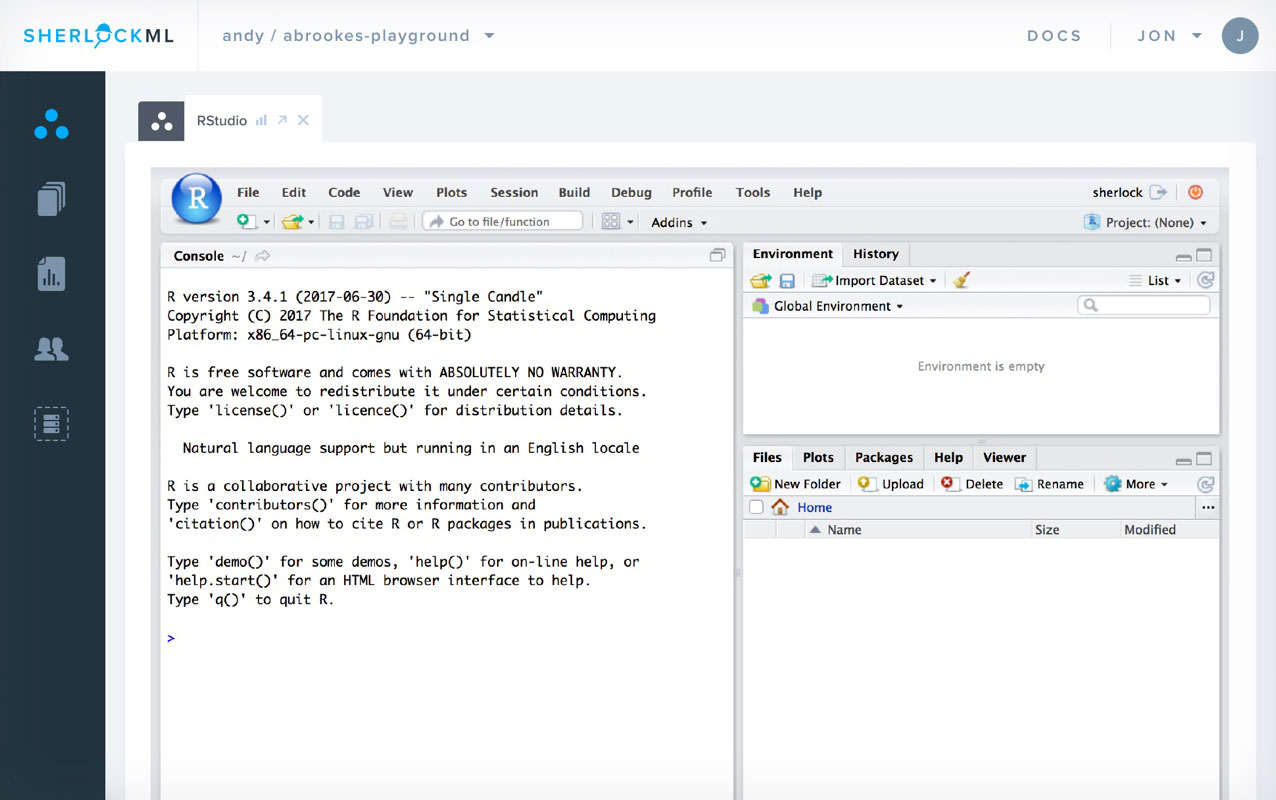 SHERLOCKML
andy / abrookes-playground
DOCS
JON
J
RStudio
R
File Edit Code View Plots Session Build Debug Profile Tools Help
sherlock
Go to file/function
Addins
R Project: (None)
Console ~/
R version 3.4.1 (2017-06-30) -- "Single Candle"
Copyright (C) 2017 The R Foundation for Statistical Computing
Platform: x86_64-pc-linux-gnu (64-bit)
R is free software and comes with ABSOLUTELY NO WARRANTY.
You are welcome to redistribute it under certain conditions.
Type 'license()' or 'licence()' for distribution details.
Natural language support but running in an English locale
R is a collaborative project with many contributors.
Type 'contributors()' for more information and
'citation()' on how to cite R or R packages in publications.
Type 'demo()' for some demos, 'help()' for on-line help, or
'help.start()' for an HTML browser interface to help.
Type 'q()' to quit R.
>
Environment History
Import Dataset
List
Global Environment
Environment is empty
Files Plots Packages Help Viewer
New Folder Upload Delete Rename More
Home ...
Name Size Modified